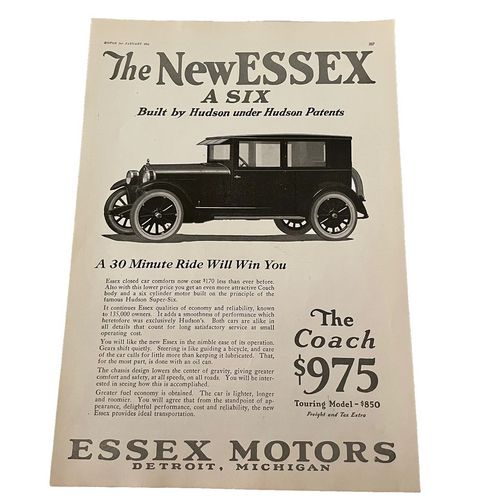 MOTOR for JANUARY 1924
The New ESSEX
A SIX
Built by Hudson under Hudson Patents
A 30 Minute Ride Will Win You
Essex closed car comforts now cost $170 less than ever before.
Also with this lower price you get an even more attractive Coach
body and a six cylinder motor built on the principle of the
famous Hudson Super-Six.
It continues Essex qualities of economy and reliability, known
to 135,000 owners. It adds a smoothness of performance which
heretofore was exclusively Hudson's. Both cars are alike in
all details that count for long satisfactory service at small
operating cost.
You will like the new Essex in the nimble ease of its operation.
Gears shift quietly. Steering is like guiding a bicycle, and care
of the car calls for little more than keeping it lubricated. That,
for the most part, is done with an oil can.
The chassis design lowers the center of gravity, giving greater
comfort and safety, at all speeds, on all roads. You will be inter-
ested in seeing how this is accomplished.
Greater fuel economy is obtained. The car is lighter, longer
and roomier. You will agree that from the standpoint of ap-
pearance, delightful performance, cost and reliability, the new
Essex provides ideal transportation.
The
Coach
$975
Touring Model - $850
Freight and Tax Extra
ESSEX MOTORS
DETROIT, MICHIGAN